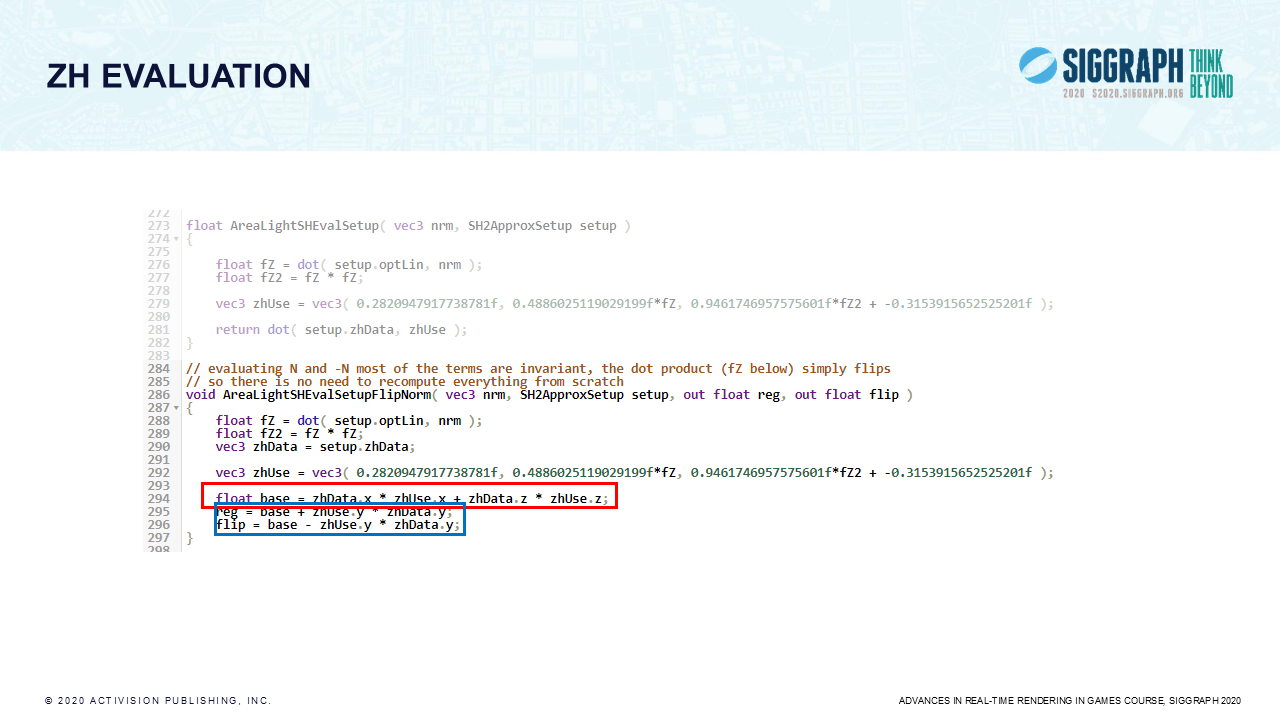 ZH EVALUATION
SIGGRAPH
THINK
BEYOND
2020 S2020.SIGGRAPH.ORG
272
273 float AreaLightSHEvalSetup( vec3 nrm, SH2ApproxSetup setup )
274 {
275
276 float fZ = dot( setup.optLin, nrm );
277 float fZ2 = fZ * fZ;
278
279 vec3 zhUse = vec3( 0.2820947917738781f, 0.4886025119029199f*fZ, 0.9461746957575601f*fZ2 + -0.3153915652525201f );
280
281 return dot( setup.zhData, zhUse );
282 }
283
284 // evaluating N and -N most of the terms are invariant, the dot product (fZ below) simply flips
285 // so there is no need to recompute everything from scratch
286 void AreaLightSHEvalSetupFlipNorm( vec3 nrm, SH2ApproxSetup setup, out float reg, out float flip )
287 {
288 float fZ = dot( setup.optLin, nrm );
289 float fZ2 = fZ * fZ;
290 vec3 zhData = setup.zhData;
291
292 vec3 zhUse = vec3( 0.2820947917738781f, 0.4886025119029199f*fZ, 0.9461746957575601f*fZ2 + -0.3153915652525201f );
293
294 float base = zhData.x * zhUse.x + zhData.z * zhUse.z;
295 reg = base + zhUse.y * zhData.y;
296 flip = base - zhUse.y * zhData.y;
297 }
298
© 2020 ACTIVISION PUBLISHING, INC.
ADVANCES IN REAL-TIME RENDERING IN GAMES COURSE, SIGGRAPH 2020